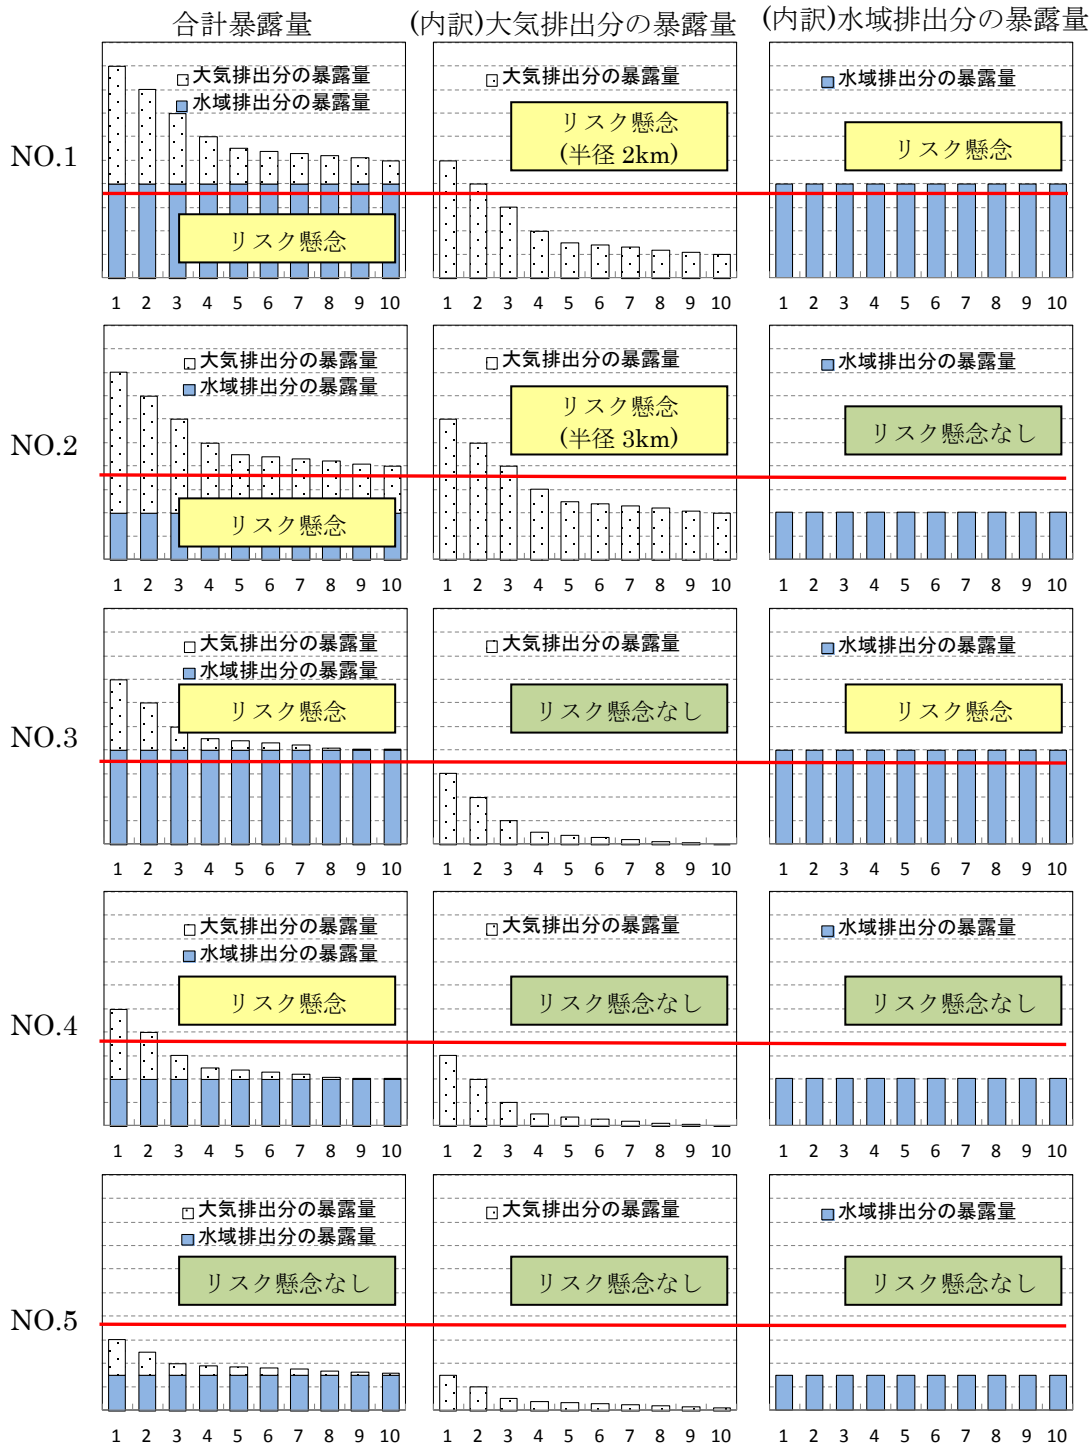 合計暴露量
(内訳)大気排出分の暴露量
(内訳)水域排出分の暴露量
NO.1
大気排出分の暴露量
水域排出分の暴露量
リスク懸念
1 2 3 4 5 6 7 8 9 10
大気排出分の暴露量
リスク懸念
(半径 2km)
1 2 3 4 5 6 7 8 9 10
水域排出分の暴露量
リスク懸念
1 2 3 4 5 6 7 8 9 10
NO.2
大気排出分の暴露量
水域排出分の暴露量
リスク懸念
1 2 3 4 5 6 7 8 9 10
大気排出分の暴露量
リスク懸念
(半径 3km)
1 2 3 4 5 6 7 8 9 10
水域排出分の暴露量
リスク懸念なし
1 2 3 4 5 6 7 8 9 10
NO.3
大気排出分の暴露量
水域排出分の暴露量
リスク懸念
1 2 3 4 5 6 7 8 9 10
大気排出分の暴露量
リスク懸念なし
1 2 3 4 5 6 7 8 9 10
水域排出分の暴露量
リスク懸念
1 2 3 4 5 6 7 8 9 10
NO.4
大気排出分の暴露量
水域排出分の暴露量
リスク懸念
1 2 3 4 5 6 7 8 9 10
大気排出分の暴露量
リスク懸念なし
1 2 3 4 5 6 7 8 9 10
水域排出分の暴露量
リスク懸念なし
1 2 3 4 5 6 7 8 9 10
NO.5
大気排出分の暴露量
水域排出分の暴露量
リスク懸念なし
1 2 3 4 5 6 7 8 9 10
大気排出分の暴露量
リスク懸念なし
1 2 3 4 5 6 7 8 9 10
水域排出分の暴露量
リスク懸念なし
1 2 3 4 5 6 7 8 9 10